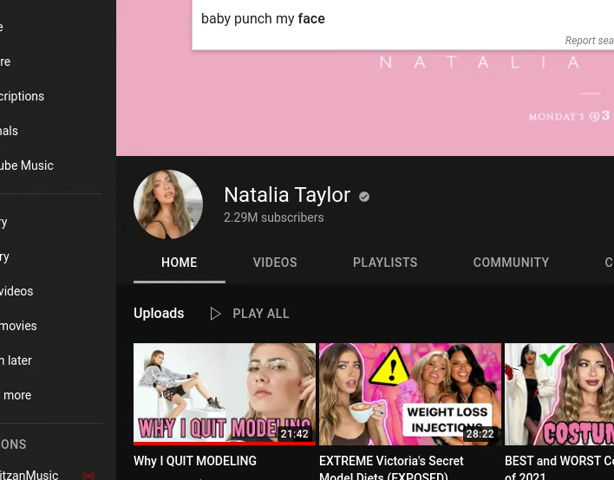 baby punch my face
Report sea
NATALIA
MONDAY'S @3
Natalia Taylor
2.29M subscribers
HOME VIDEOS PLAYLISTS COMMUNITY C
Uploads PLAY ALL
e
re
criptions
nals
ube Music
ry
ry
videos
movies
n later
more
ONS
itzanMusic
WHY I QUIT MODELING
21:42
Why I QUIT MODELING
WEIGHT LOSS
INJECTIONS
28:22
EXTREME Victoria's Secret
Model Diets (EXPOSED)
COSTUM
BEST and WORST Co
of 2021